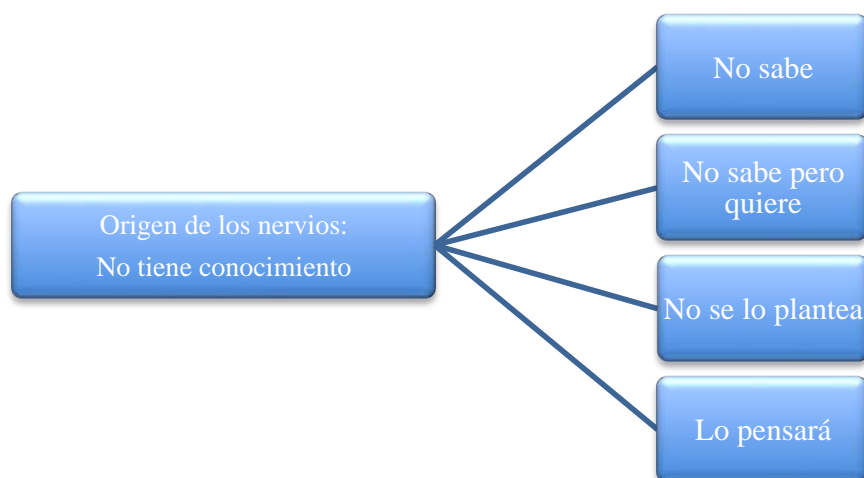 Origen de los nervios:
No tiene conocimiento
No sabe
No sabe pero
quiere
No se lo plantea
Lo pensará